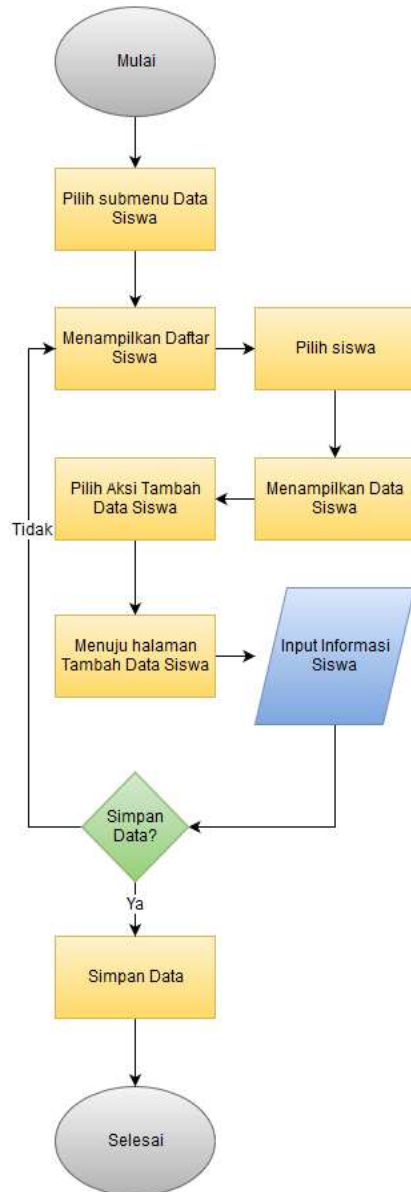 Mulai
Pilih submenu Data
Siswa
Menampilkan Daftar
Siswa
Pilih siswa
Menampilkan Data
Siswa
Pilih Aksi Tambah
Data Siswa
Menuju halaman
Tambah Data Siswa
Input Informasi
Siswa
Simpan
Data?
Tidak
Ya
Simpan Data
Selesai